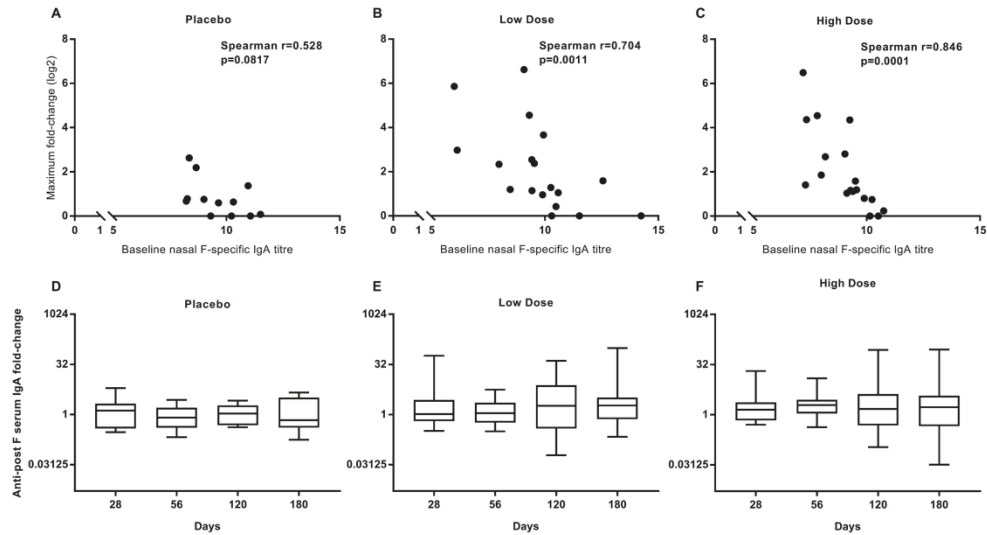 A
Placebo
Spearman r=0.528
p=0.0817
Maximum fold-change (log2)
8
6
4
2
0
0 1 5 10 15
Baseline nasal F-specific IgA titre
B
Low Dose
Spearman r=0.704
p=0.0011
8
6
4
2
0
0 1 5 10 15
Baseline nasal F-specific IgA titre
C
High Dose
Spearman r=0.846
p=0.0001
8
6
4
2
0
0 1 5 10 15
Baseline nasal F-specific IgA titre
D
Placebo
Anti-post F serum IgA fold-change
1024
32
1
0.03125
28 56 120 180
Days
E
Low Dose
1024
32
1
0.03125
28 56 120 180
Days
F
High Dose
1024
32
1
0.03125
28 56 120 180
Days